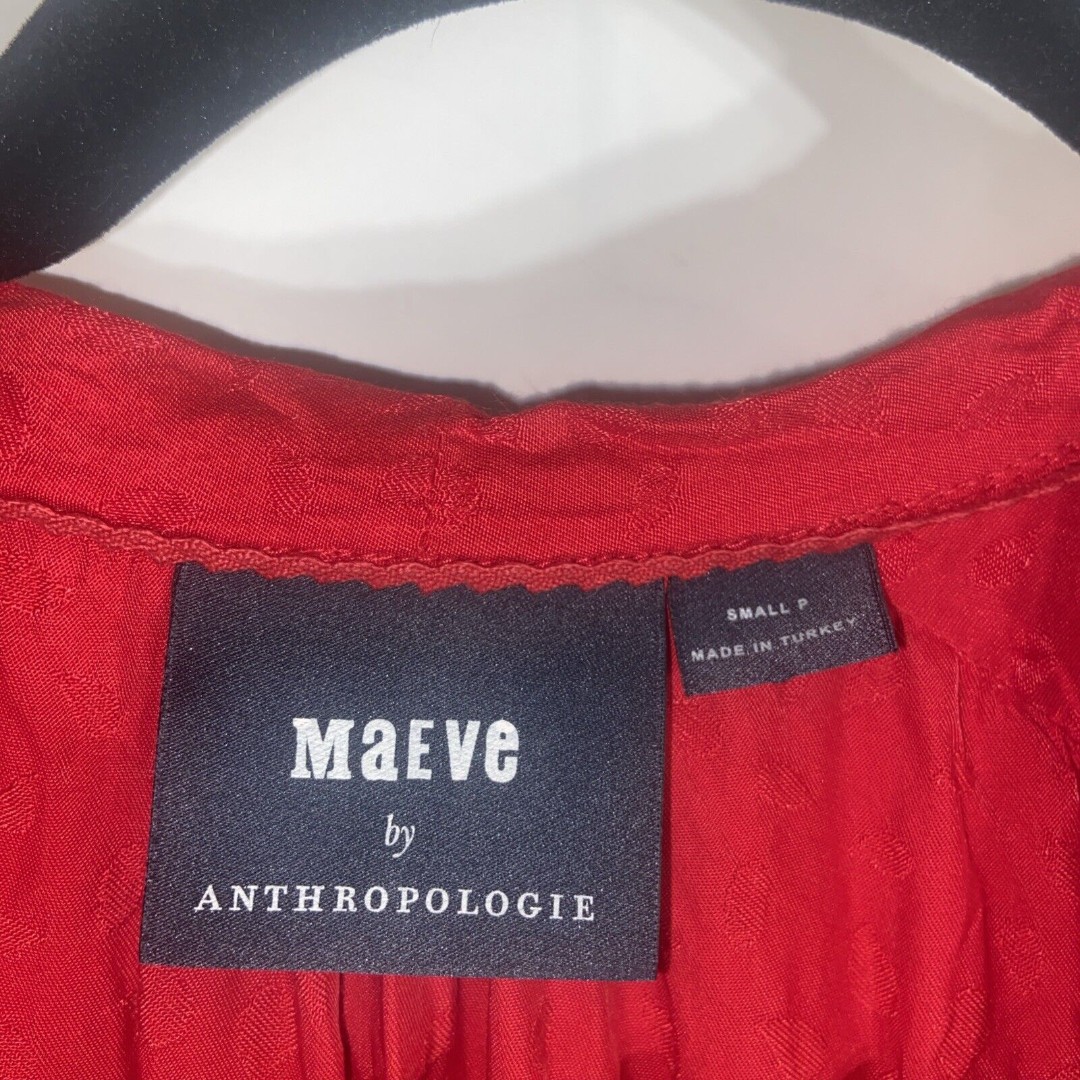 MaEVe
by
ANTHROPOLOGIE
SMALL P
MADE IN TURKEY